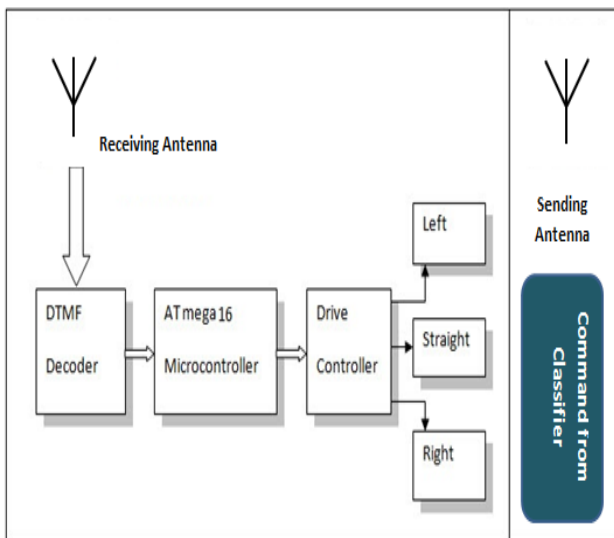 Receiving Antenna
DTMF
Decoder
ATmega16
Microcontroller
Drive
Controller
Left
Straight
Right
Sending
Antenna
Command from
Classifier